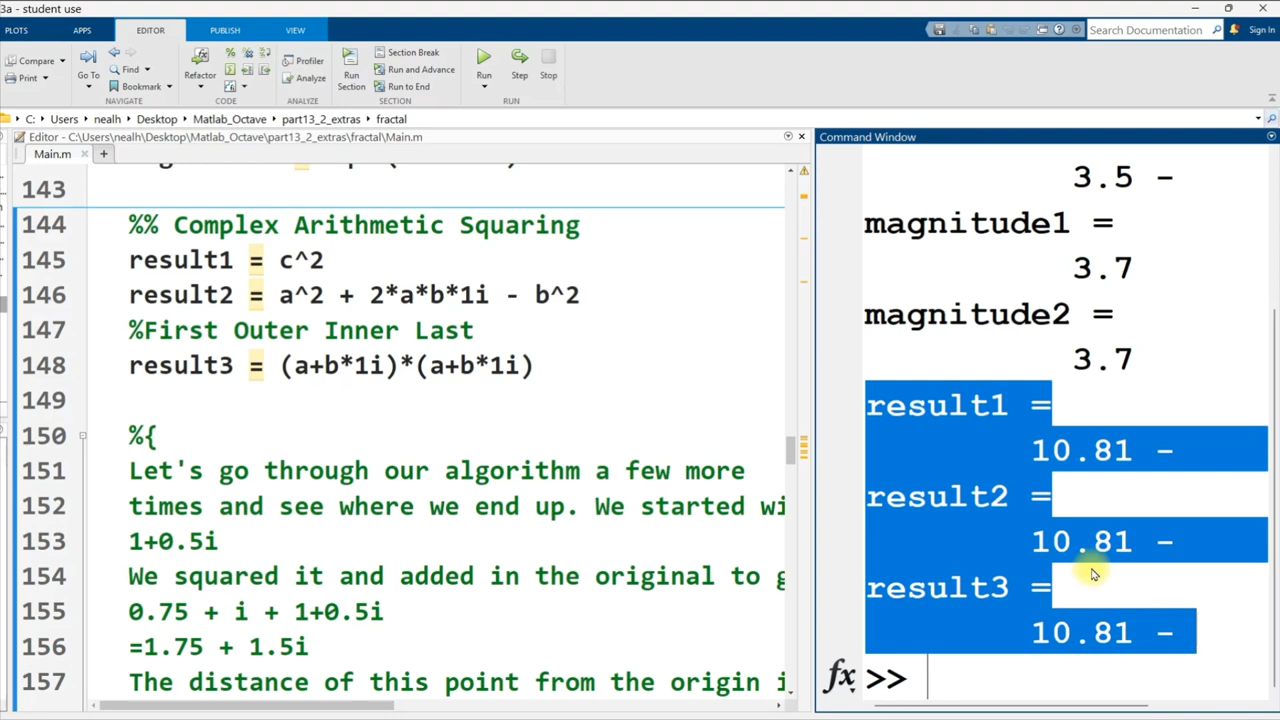 3a - student use
PLOTS APPS EDITOR PUBLISH VIEW
Search Documentation
Sign In
Compare
Print
Go To
Find
Bookmark
NAVIGATE
Refactor
CODE
Profiler
Analyze
ANALYZE
Run Section
Section Break
Run and Advance
Run to End
SECTION
Run
Step
Stop
RUN
C: Users nealh Desktop Matlab_Octave part13_2_extras fractal
Editor - C:\Users\nealh\Desktop\Matlab_Octave\part13_2_extras\fractal\Main.m
Main.m
143
144 %% Complex Arithmetic Squaring
145 result1 = c^2
146 result2 = a^2 + 2*a*b*1i - b^2
147 %First Outer Inner Last
148 result3 = (a+b*1i)*(a+b*1i)
149
150 %{
151 Let's go through our algorithm a few more
152 times and see where we end up. We started wi
153 1+0.5i
154 We squared it and added in the original to g
155 0.75 + i + 1+0.5i
156 =1.75 + 1.5i
157 The distance of this point from the origin i
Command Window
3.5 -
magnitude1 =
3.7
magnitude2 =
3.7
result1 =
10.81 -
result2 =
10.81 -
result3 =
10.81 -
fx >>